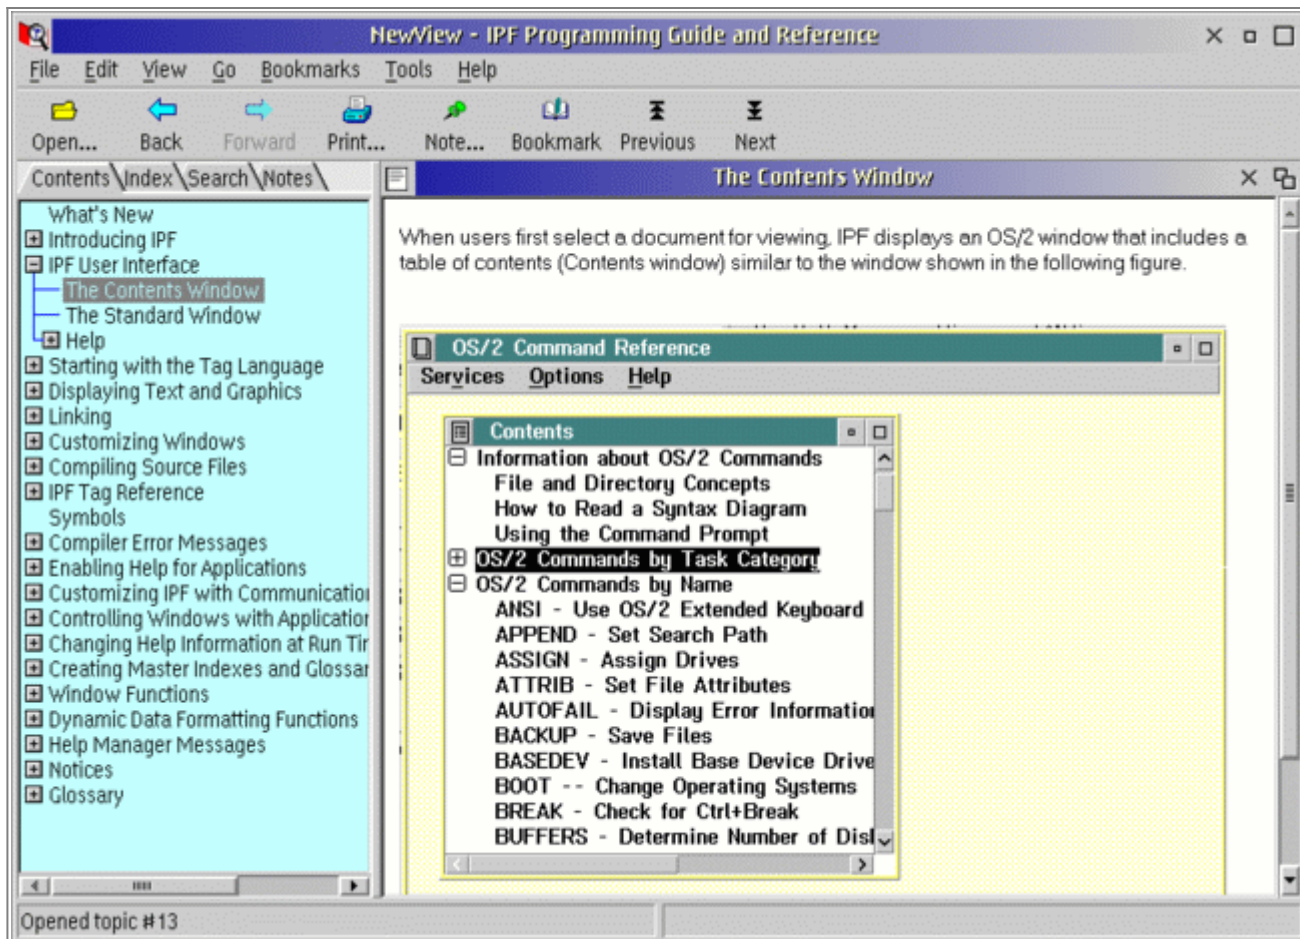 NewView - IPF Programming Guide and Reference
File Edit View Go Bookmarks Tools Help
Open... Back Forward Print... Note... Bookmark Previous Next
Contents Index Search Notes
What's New
Introducing IPF
IPF User Interface
The Contents Window
The Standard Window
Help
Starting with the Tag Language
Displaying Text and Graphics
Linking
Customizing Windows
Compiling Source Files
IPF Tag Reference
Symbols
Compiler Error Messages
Enabling Help for Applications
Customizing IPF with Communication
Controlling Windows with Application
Changing Help Information at Run Tim
Creating Master Indexes and Glossar
Window Functions
Dynamic Data Formatting Functions
Help Manager Messages
Notices
Glossary
The Contents Window
When users first select a document for viewing, IPF displays an OS/2 window that includes a
table of contents (Contents window) similar to the window shown in the following figure.
OS/2 Command Reference
Services Options Help
Contents
Information about OS/2 Commands
File and Directory Concepts
How to Read a Syntax Diagram
Using the Command Prompt
OS/2 Commands by Task Category
OS/2 Commands by Name
ANSI - Use OS/2 Extended Keyboard
APPEND - Set Search Path
ASSIGN - Assign Drives
ATTRIB - Set File Attributes
AUTOFAIL - Display Error Information
BACKUP - Save Files
BASEDEV - Install Base Device Drive
BOOT -- Change Operating Systems
BREAK - Check for Ctrl+Break
BUFFERS - Determine Number of Disk
Opened topic #13